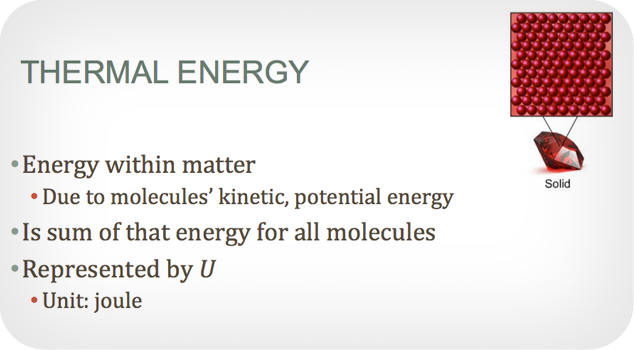 THERMAL ENERGY
Solid
• Energy within matter
• Due to molecules’ kinetic, potential energy
• Is sum of that energy for all molecules
• Represented by U
• Unit: joule